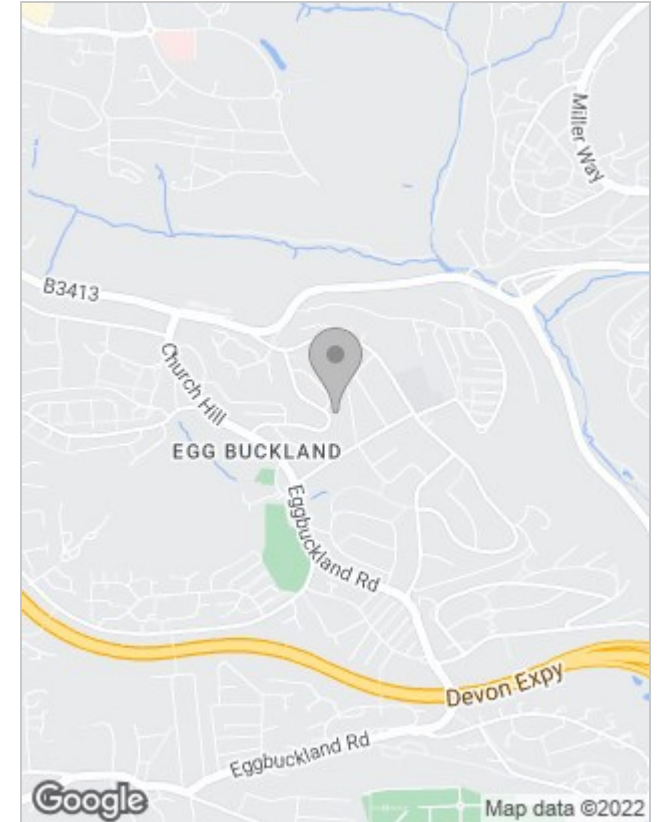 Miller Way
B3413
Church Hill
EGG BUCKLAND
Eggbuckland Rd
Devon Expy
Eggbuckland Rd
Google
Map data ©2022